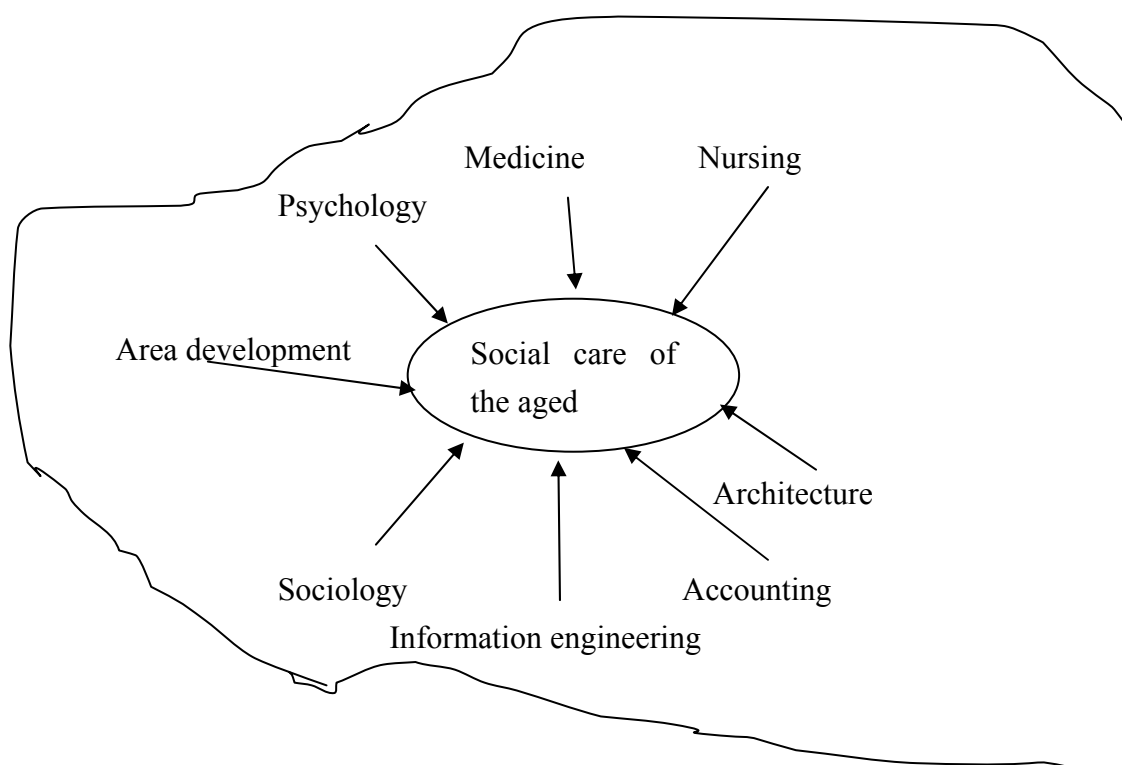 Medicine
Nursing
Psychology
Area development
Social care of
the aged
Architecture
Sociology
Accounting
Information engineering